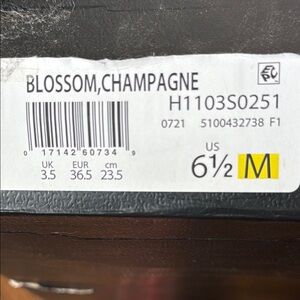 BLOSSOM,CHAMPAGNE
H1103S0251
0721 5100432738 F1
0 17142 60734 9
UK EUR cm
3.5 36.5 23.5
US
6½ M